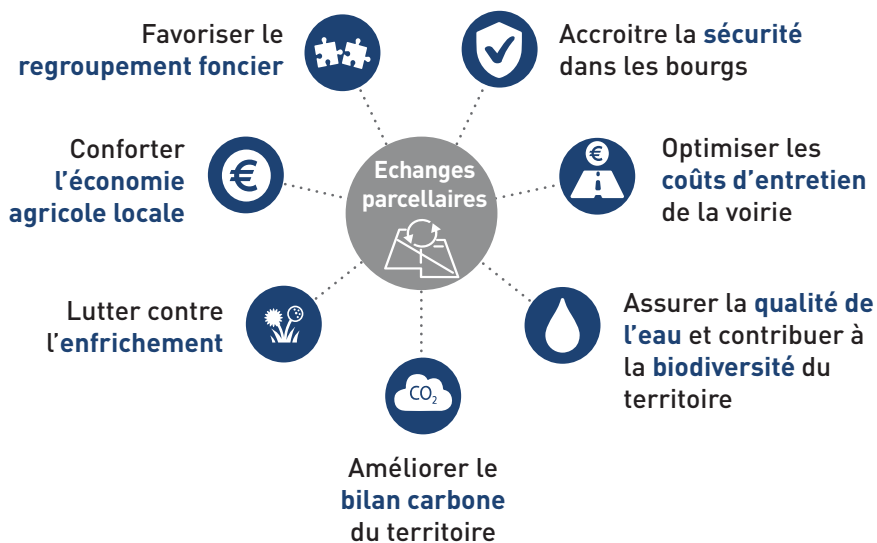 Echanges
parcellaires
Favoriser le
regroupement foncier
Accroitre la sécurité
dans les bourgs
Conforter
l’économie
agricole locale
€
Optimiser les
coûts d’entretien
de la voirie
€
Lutter contre
l’enfrichement
Assurer la qualité de
l’eau et contribuer à
la biodiversité du
territoire
CO₂
Améliorer le
bilan carbone
du territoire